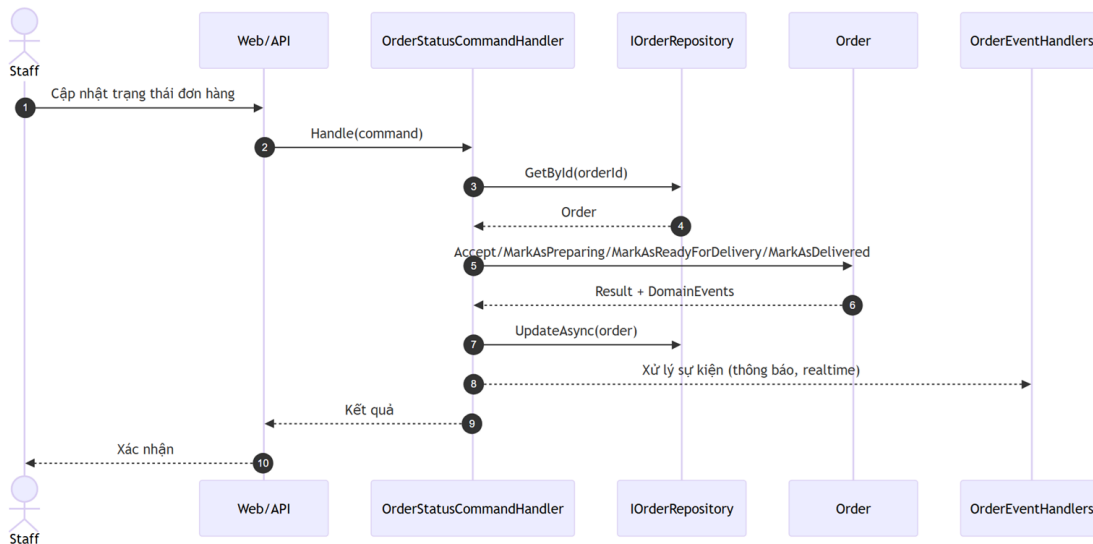 Web/API
OrderStatusCommandHandler
IOrderRepository
Order
OrderEventHandlers
Staff
1
Cập nhật trạng thái đơn hàng
2
Handle(command)
3
GetById(orderId)
Order
4
5
Accept/MarkAsPreparing/MarkAsReadyForDelivery/MarkAsDelivered
Result + DomainEvents
6
7
UpdateAsync(order)
8
Xử lý sự kiện (thông báo, realtime)
Kết quả
9
Xác nhận
10
Web/API
OrderStatusCommandHandler
IOrderRepository
Order
OrderEventHandlers
Staff